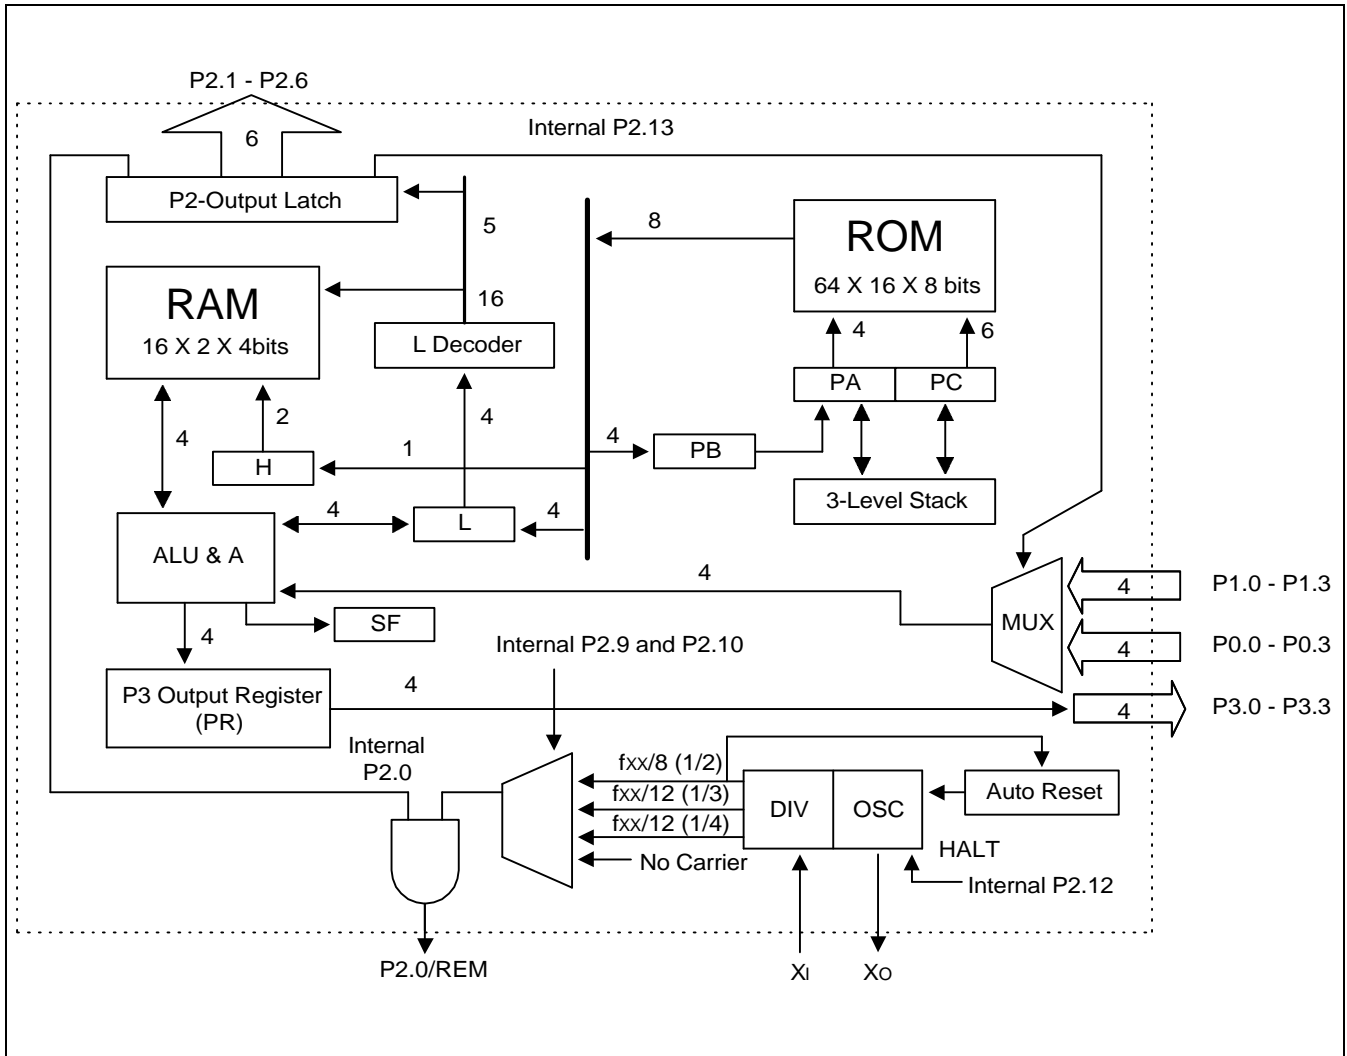 P2.1 - P2.6
6
Internal P2.13
P2-Output Latch
5
8
ROM
64 X 16 X 8 bits
RAM
16 X 2 X 4bits
16
L Decoder
4
6
PA
PC
2
4
4
4
PB
H
1
3-Level Stack
4
L
4
ALU & A
4
4
P1.0 - P1.3
MUX
SF
4
Internal P2.9 and P2.10
4
P0.0 - P0.3
P3 Output Register
(PR)
4
4
P3.0 - P3.3
Internal
P2.0
fxx/8 (1/2)
fxx/12 (1/3)
fxx/12 (1/4)
No Carrier
DIV
OSC
Auto Reset
HALT
Internal P2.12
P2.0/REM
XI
XO